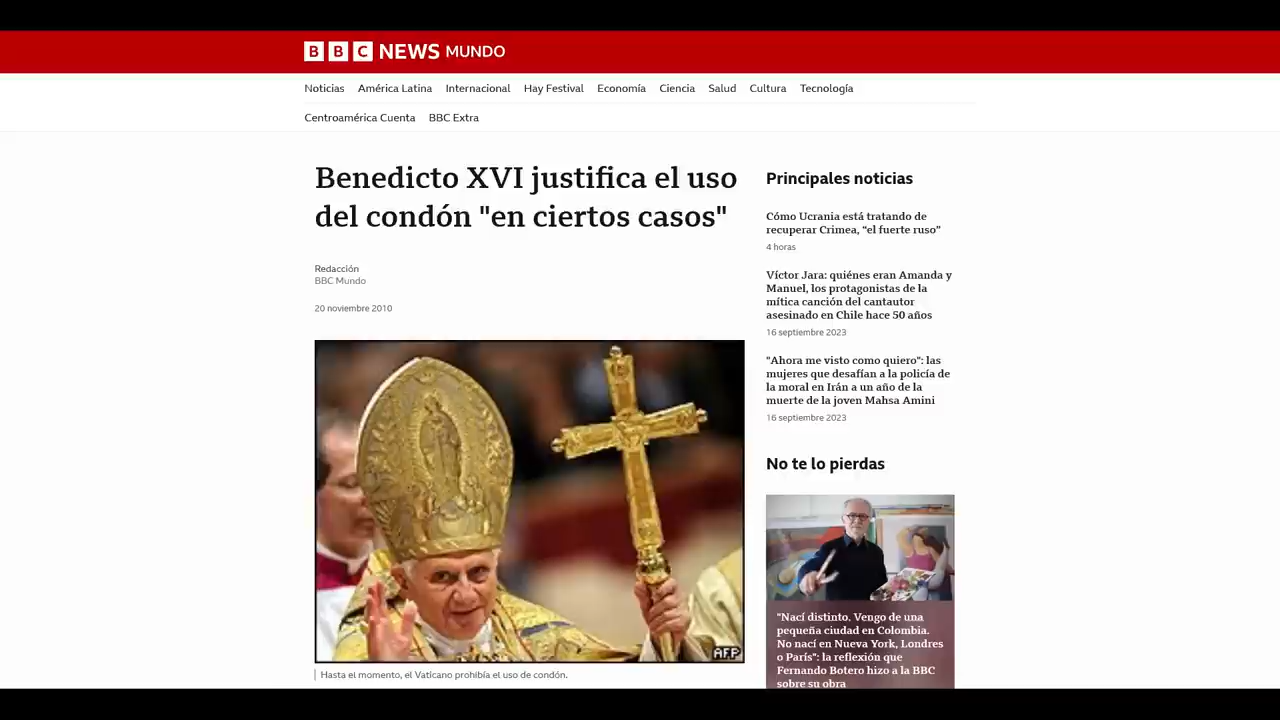 BBC NEWS MUNDO
Noticias América Latina Internacional Hay Festival Economía Ciencia Salud Cultura Tecnología
Centroamérica Cuenta BBC Extra
Benedicto XVI justifica el uso
del condón "en ciertos casos"
Redacción
BBC Mundo
20 noviembre 2010
AFP
Hasta el momento, el Vaticano prohibía el uso de condón.
Principales noticias
Cómo Ucrania está tratando de
recuperar Crimea, “el fuerte ruso”
4 horas
Víctor Jara: quiénes eran Amanda y
Manuel, los protagonistas de la
mítica canción del cantautor
asesinado en Chile hace 50 años
16 septiembre 2023
"Ahora me visto como quiero": las
mujeres que desafían a la policía de
la moral en Irán a un año de la
muerte de la joven Mahsa Amini
16 septiembre 2023
No te lo pierdas
"Nací distinto. Vengo de una
pequeña ciudad en Colombia.
No nací en Nueva York, Londres
o París": la reflexión que
Fernando Botero hizo a la BBC
sobre su obra